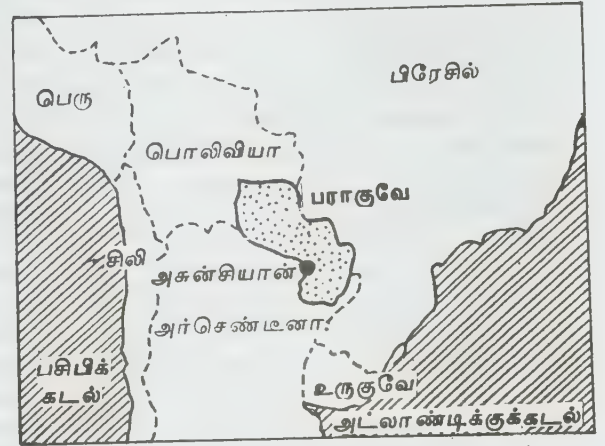 பெரு
பிரேசில்
பொலிவியா
பராகுவே
சிலி
அசுன்சியான்
அர்செண்டீனா
பசிபிக்
கடல்
உருகுவே
அட்லாண்டிக்குக்கடல்